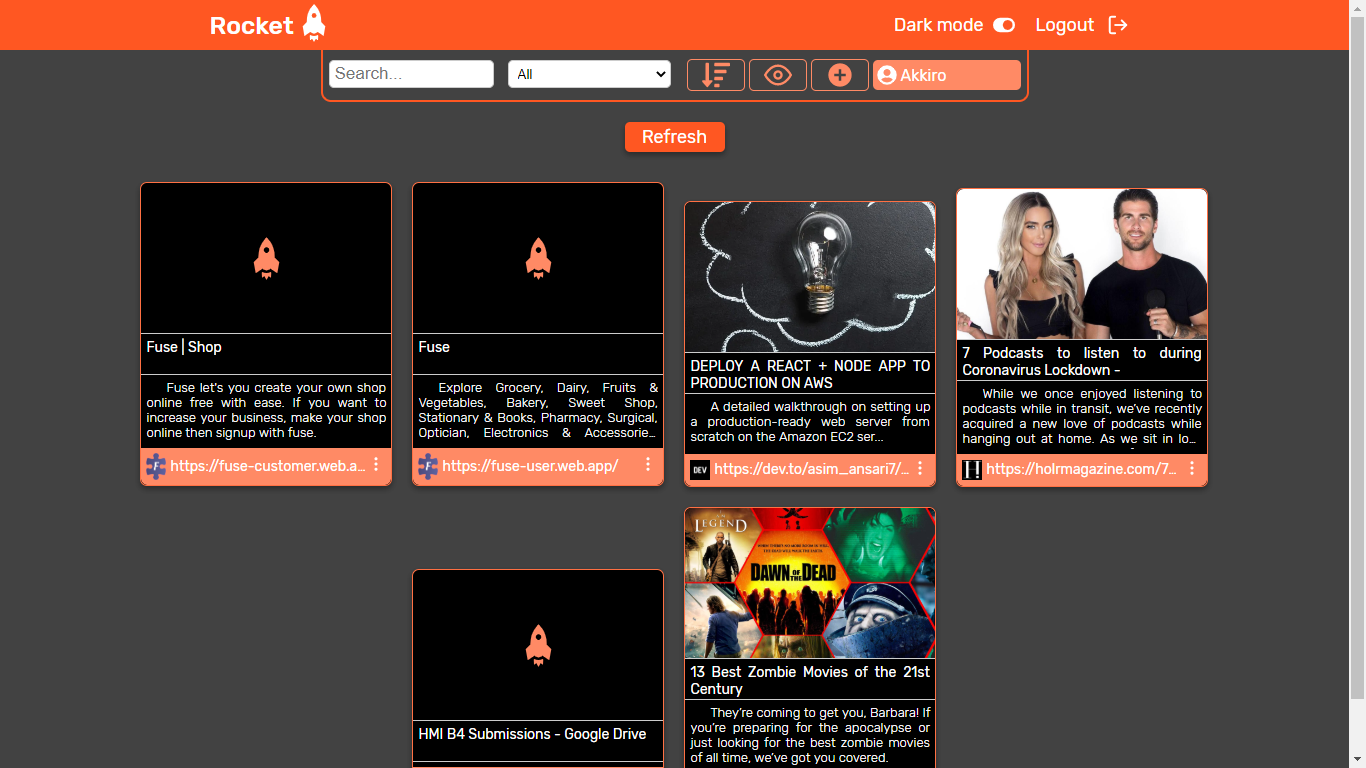 Rocket
Dark mode
Logout
Search...
All
Akkiro
Refresh
Fuse | Shop
Fuse let's you create your own shop
online free with ease. If you want to
increase your business, make your shop
online then signup with fuse.
https://fuse-customer.web.a...
Fuse
Explore Grocery, Dairy, Fruits &
Vegetables, Bakery, Sweet Shop,
Stationary & Books, Pharmacy, Surgical,
Optician, Electronics & Accessorie...
https://fuse-user.web.app/
DEPLOY A REACT + NODE APP TO
PRODUCTION ON AWS
A detailed walkthrough on setting up
a production-ready web server from
scratch on the Amazon EC2 ser...
DEV
https://dev.to/asim_ansari7/...
7 Podcasts to listen to during
Coronavirus Lockdown -
While we once enjoyed listening to
podcasts while in transit, we've recently
acquired a new love of podcasts while
hanging out at home. As we sit in lo...
H!
https://holrmagazine.com/7...
HMI B4 Submissions - Google Drive
LEGEND
DAWN OF THE DEAD
13 Best Zombie Movies of the 21st
Century
They're coming to get you, Barbara! If
you're preparing for the apocalypse or
just looking for the best zombie movies
of all time, we've got you covered.